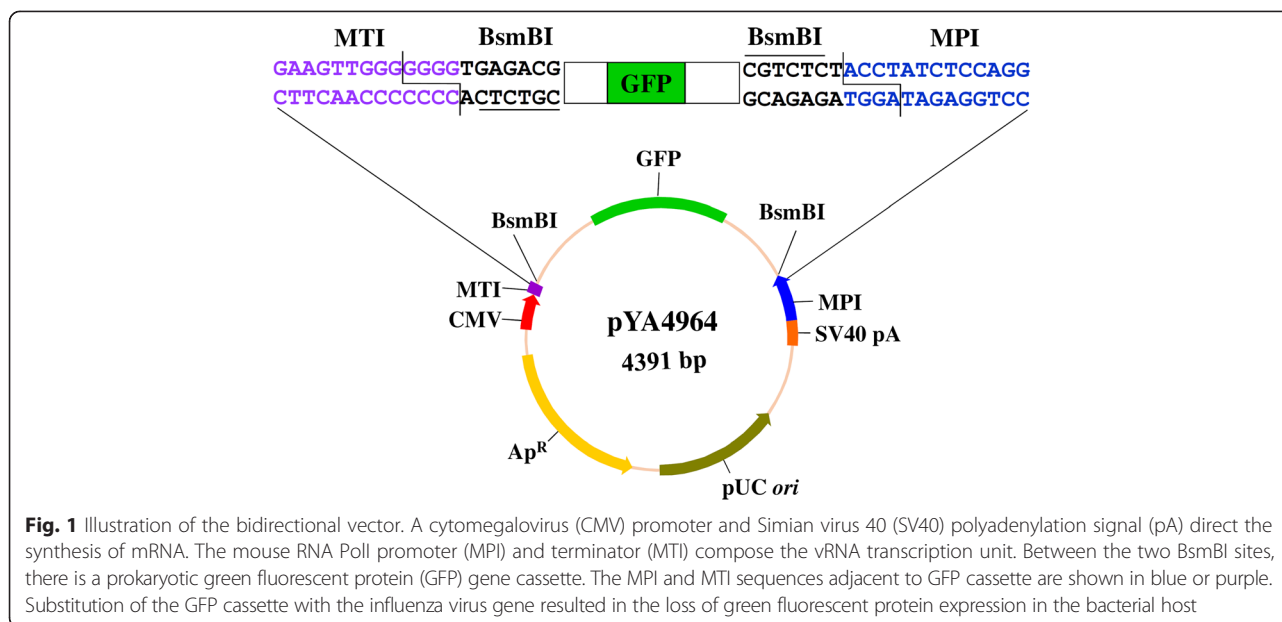 MTI BsmBI BsmBI MPI
GAAGTTGGGGGGGTGAGACG CGTCTCTACCTATCTCCAGG
GFP
CTTCAACCCCCCCACTCTGC GCAGAGATGGATAGAGGTCC
GFP
BsmBI BsmBI
MTI MPI
CMV SV40 pA
pYA4964
4391 bp
ApR
pUC ori
Fig. 1 Illustration of the bidirectional vector. A cytomegalovirus (CMV) promoter and Simian virus 40 (SV40) polyadenylation signal (pA) direct the
synthesis of mRNA. The mouse RNA PolI promoter (MPI) and terminator (MTI) compose the vRNA transcription unit. Between the two BsmBI sites,
there is a prokaryotic green fluorescent protein (GFP) gene cassette. The MPI and MTI sequences adjacent to GFP cassette are shown in blue or purple.
Substitution of the GFP cassette with the influenza virus gene resulted in the loss of green fluorescent protein expression in the bacterial host